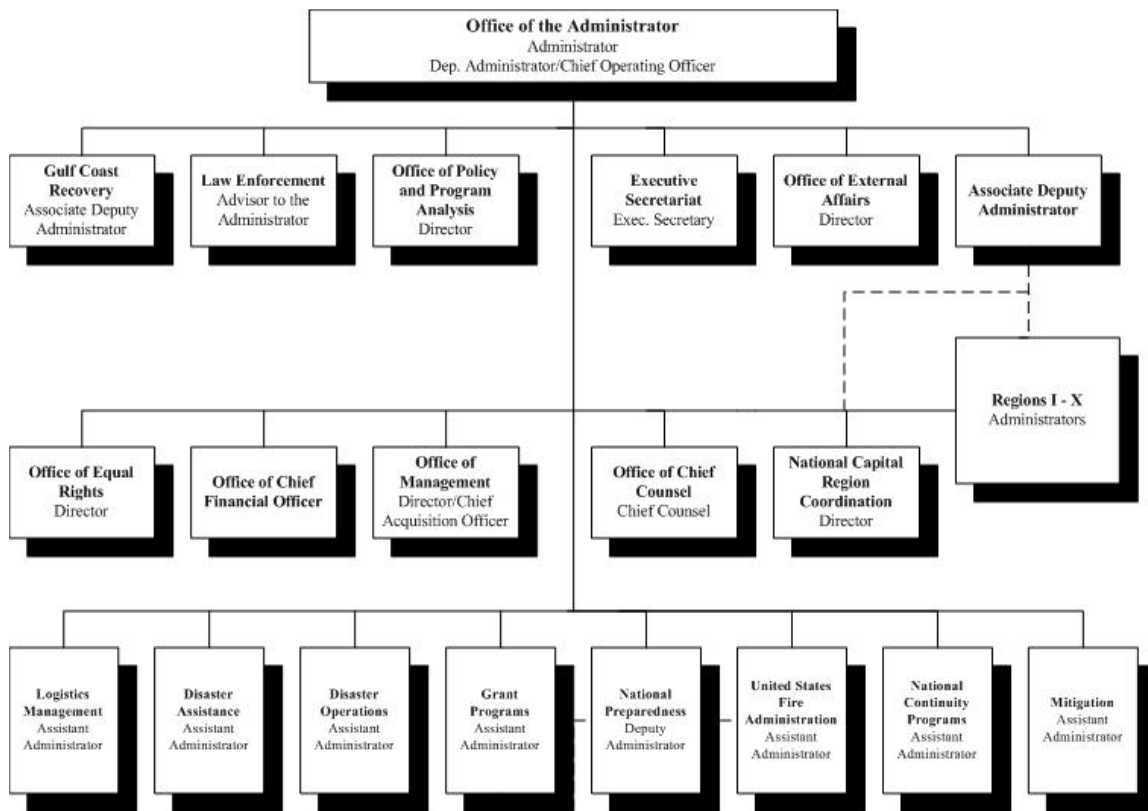 Office of the Administrator
Administrator
Dep. Administrator/Chief Operating Officer
Gulf Coast
Recovery
Associate Deputy
Administrator
Law Enforcement
Advisor to the
Administrator
Office of Policy
and Program
Analysis
Director
Executive
Secretariat
Exec. Secretary
Office of External
Affairs
Director
Associate Deputy
Administrator
Regions I - X
Administrators
Office of Equal
Rights
Director
Office of Chief
Financial Officer
Office of
Management
Director/Chief
Acquisition Officer
Office of Chief
Counsel
Chief Counsel
National Capital
Region
Coordination
Director
Logistics
Management
Assistant
Administrator
Disaster
Assistance
Assistant
Administrator
Disaster
Operations
Assistant
Administrator
Grant
Programs
Assistant
Administrator
National
Preparedness
Deputy
Administrator
United States
Fire
Administration
Assistant
Administrator
National
Continuity
Programs
Assistant
Administrator
Mitigation
Assistant
Administrator